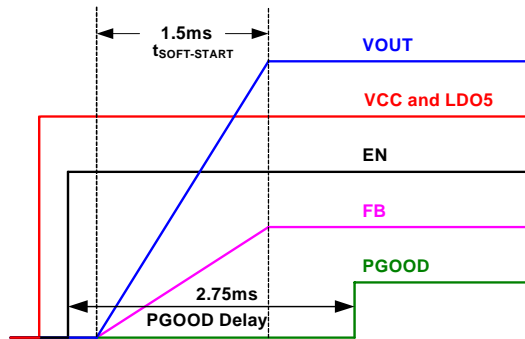 1.5ms
tSOFT-START
VOUT
VCC and LDO5
EN
FB
PGOOD
2.75ms
PGOOD Delay